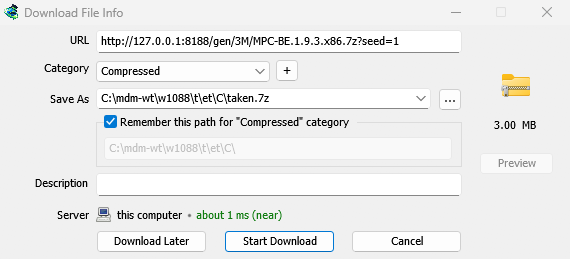 Download File Info
URL http://127.0.0.1:8188/gen/3M/MPC-BE.1.9.3.x86.7z?seed=1
Category Compressed +
Save As C:\mdm-wt\w1088\t\et\C\taken.7z ...
Remember this path for "Compressed" category
C:\mdm-wt\w1088\t\et\C\
3.00 MB
Preview
Description
Server this computer • about 1 ms (near)
Download Later Start Download Cancel